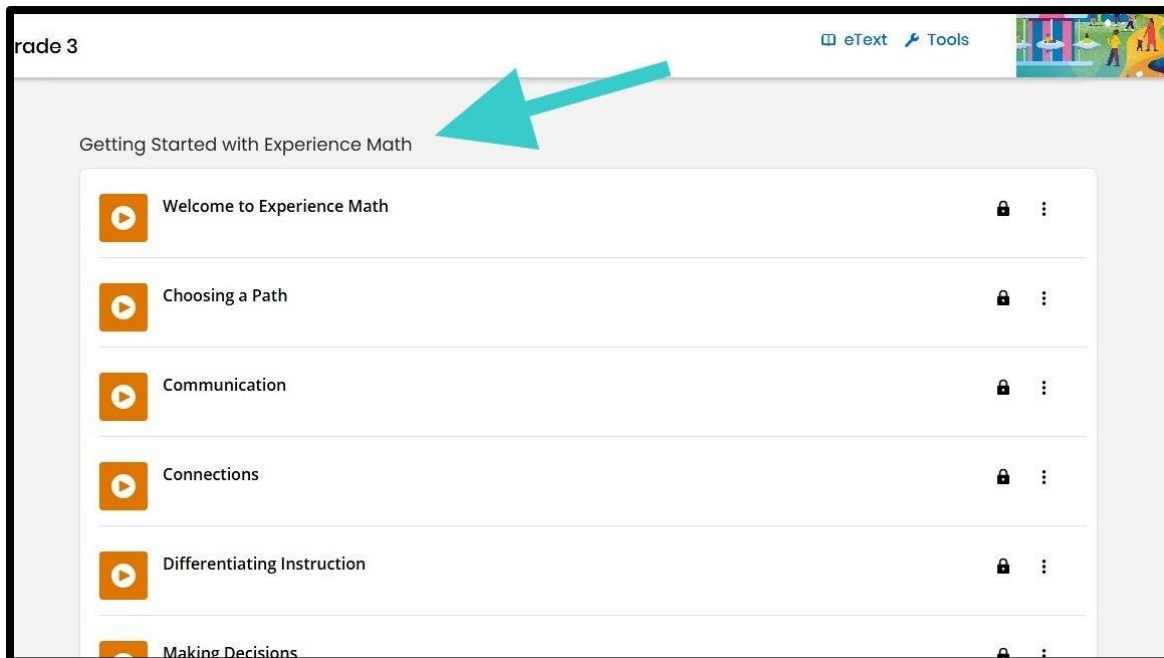 rade 3
eText Tools
Getting Started with Experience Math
Welcome to Experience Math
Choosing a Path
Communication
Connections
Differentiating Instruction
Making Decisions